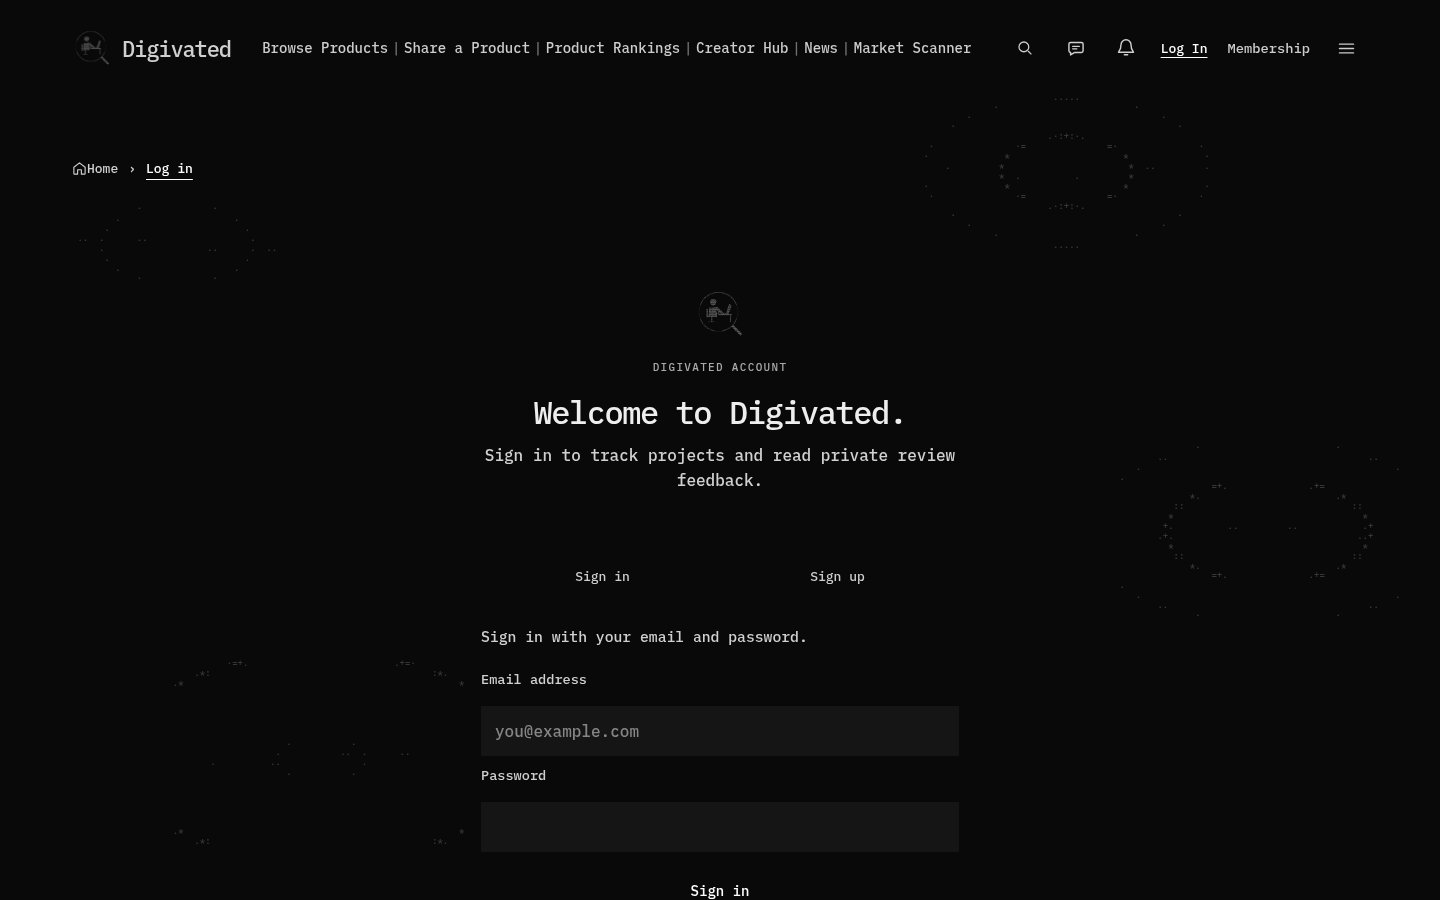 Digivated
Browse Products | Share a Product | Product Rankings | Creator Hub | News | Market Scanner
Log In
Membership
Home › Log in
DIGIVATED ACCOUNT
Welcome to Digivated.
Sign in to track projects and read private review
feedback.
Sign in
Sign up
Sign in with your email and password.
Email address
you@example.com
Password
Sign in